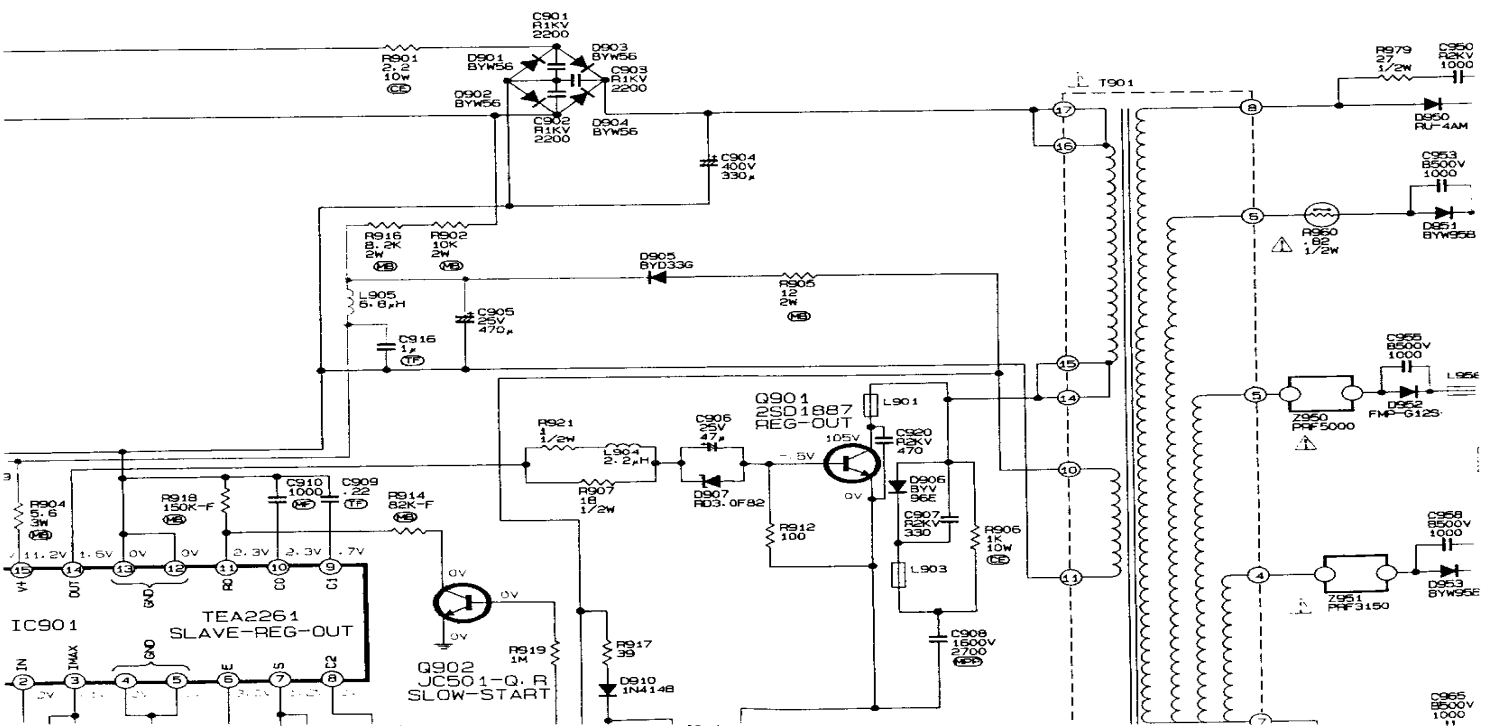 C901
R1KV
2200
R901
2.2
10W
CE
D901
BYW56
D903
BYW56
C903
R1KV
2200
D902
BYW56
C902
R1KV
2200
D904
BYW56
C904
400V
330μ
T901
17
16
8
R979
27
1/2W
C950
R2KV
1000
D950
RU-4AM
C953
B500V
1000
R916
8.2K
2W
MB
R902
10K
2W
MB
D905
BYD33G
R905
12
2W
MB
6
R960
.82
1/2W
D951
BYW95B
L905
6.8μH
C905
25V
470μ
C916
1μ
TF
15
14
C955
B500V
1000
L956
5
Z950
PRF5000
D952
FMP-G12S
Q901
2SD1887
REG-OUT
L901
105V
-.5V
0V
C920
R2KV
470
R921
1
1/2W
L904
2.2μH
C906
25V
47μ
R907
18
1/2W
D907
RD3.0F82
D906
BYV
96E
C907
R2KV
330
R912
100
R906
1K
10W
CE
L903
10
11
R904
5.6
3W
MB
R918
150K-F
MB
C910
1000
MF
C909
.22
TF
R914
82K-F
MB
11.2V
1.6V
0V
0V
2.3V
2.3V
.7V
15
14
13
12
11
10
9
V+
OUT
GND
RO
CO
C1
IC901
TEA2261
SLAVE-REG-OUT
IN
IMAX
GND
E
S
C2
2
3
4
5
6
7
8
0V
0V
0V
Q902
JC501-Q.R
SLOW-START
R919
1M
R917
39
D910
1N4148
C908
1600V
2700
MPP
C958
B500V
1000
4
Z951
PRF3150
D953
BYW95B
7
C965
B500V
1000